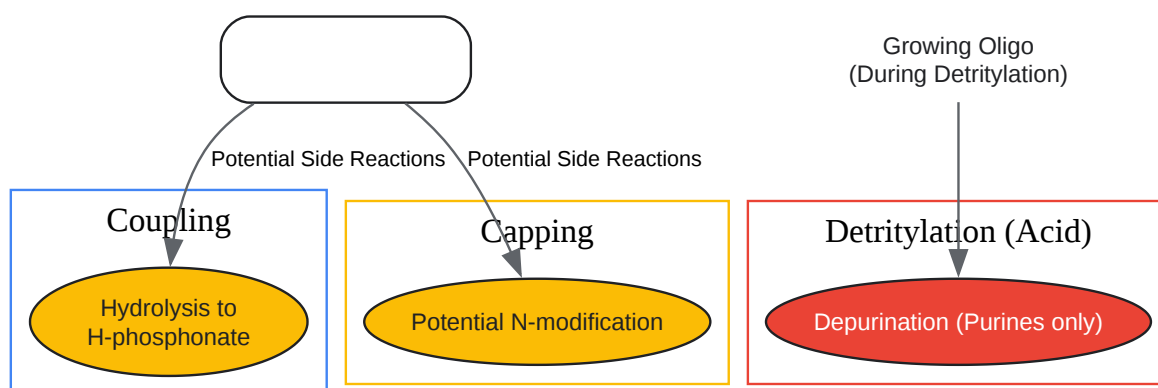 Growing Oligo
(During Detritylation)
Potential Side Reactions
Potential Side Reactions
Coupling
Capping
Detritylation (Acid)
Hydrolysis to
H-phosphonate
Potential N-modification
Depurination (Purines only)